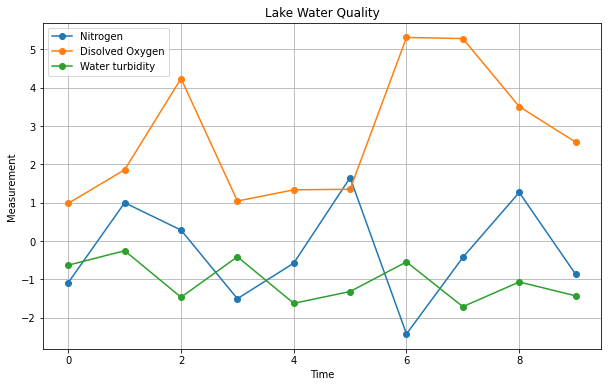 Lake Water Quality
Nitrogen
Disolved Oxygen
Water turbidity
Measurement
5
4
3
2
1
0
−1
−2
0 2 4 6 8
Time